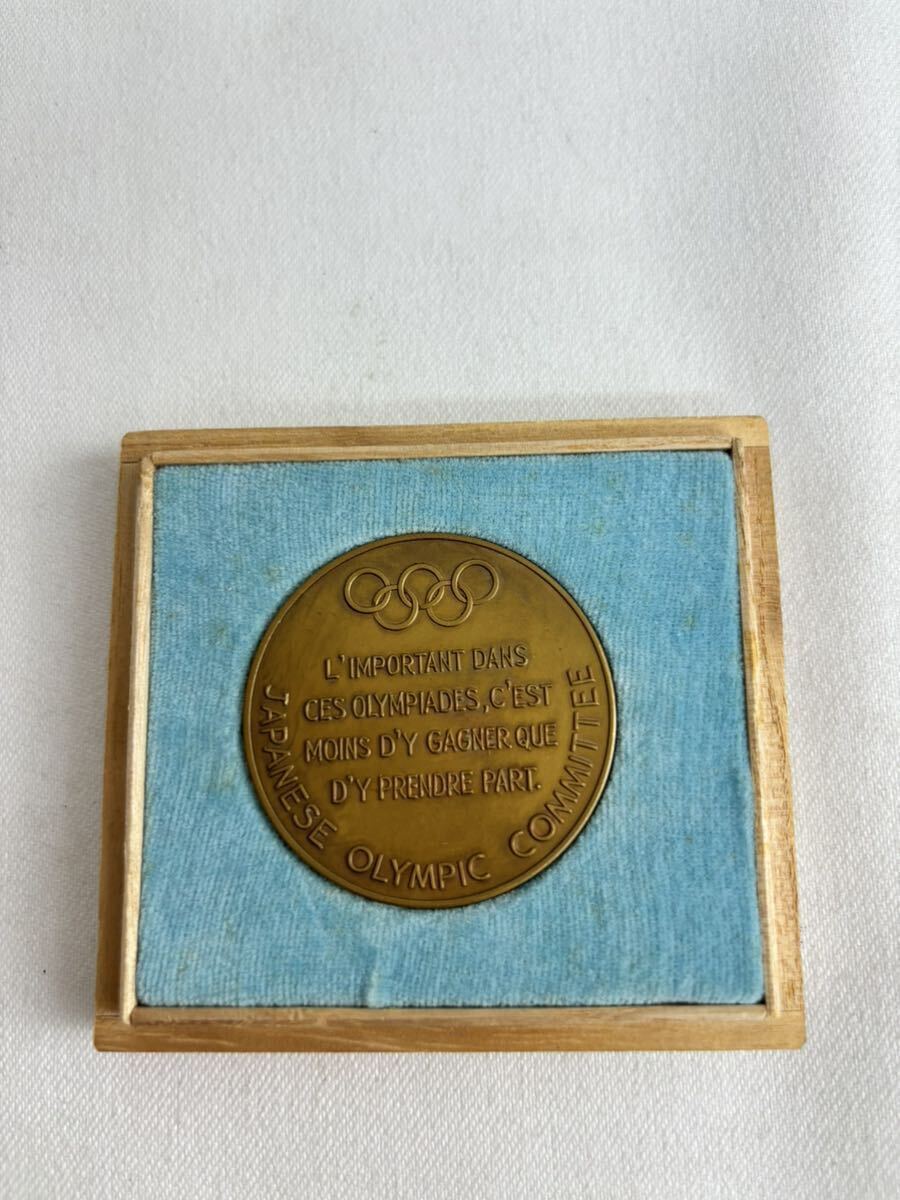 L'IMPORTANT DANS
CES OLYMPIADES, C'EST
MOINS D'Y GAGNER QUE
D'Y PRENDRE PART.
JAPANESE OLYMPIC COMMITTEE